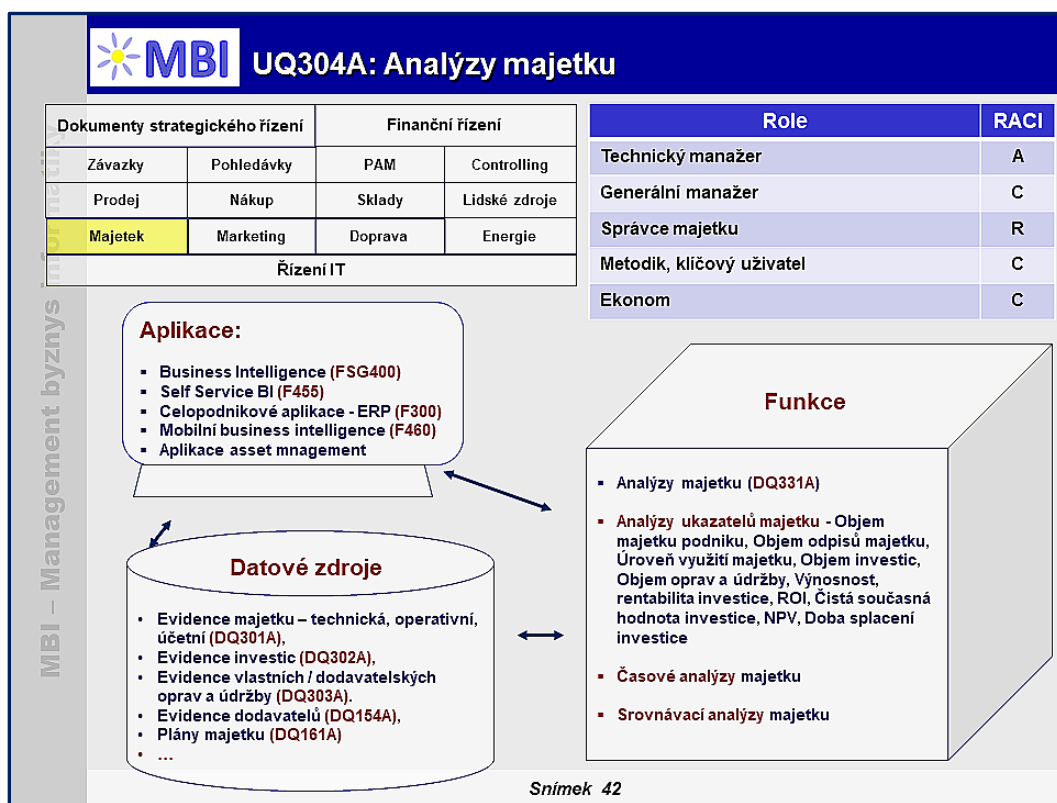 MBI
UQ304A: Analýzy majetku
MBI – Management byznys informatiky
Dokumenty strategického řízení
Finanční řízení
Závazky
Pohledávky
PAM
Controlling
Prodej
Nákup
Sklady
Lidské zdroje
Majetek
Marketing
Doprava
Energie
Řízení IT
Role
RACI
Technický manažer
A
Generální manažer
C
Správce majetku
R
Metodik, klíčový uživatel
C
Ekonom
C
Aplikace:
▪ Business Intelligence (FSG400)
▪ Self Service BI (F455)
▪ Celopodnikové aplikace - ERP (F300)
▪ Mobilní business intelligence (F460)
▪ Aplikace asset mnagement
Datové zdroje
• Evidence majetku – technická, operativní,
účetní (DQ301A),
• Evidence investic (DQ302A),
• Evidence vlastních / dodavatelských
oprav a údržby (DQ303A).
• Evidence dodavatelů (DQ154A),
• Plány majetku (DQ161A)
• …
Funkce
▪ Analýzy majetku (DQ331A)
▪ Analýzy ukazatelů majetku - Objem
majetku podniku, Objem odpisů majetku,
Úroveň využití majetku, Objem investic,
Objem oprav a údržby, Výnosnost,
rentabilita investice, ROI, Čistá současná
hodnota investice, NPV, Doba splacení
investice
▪ Časové analýzy majetku
▪ Srovnávací analýzy majetku
Snímek 42